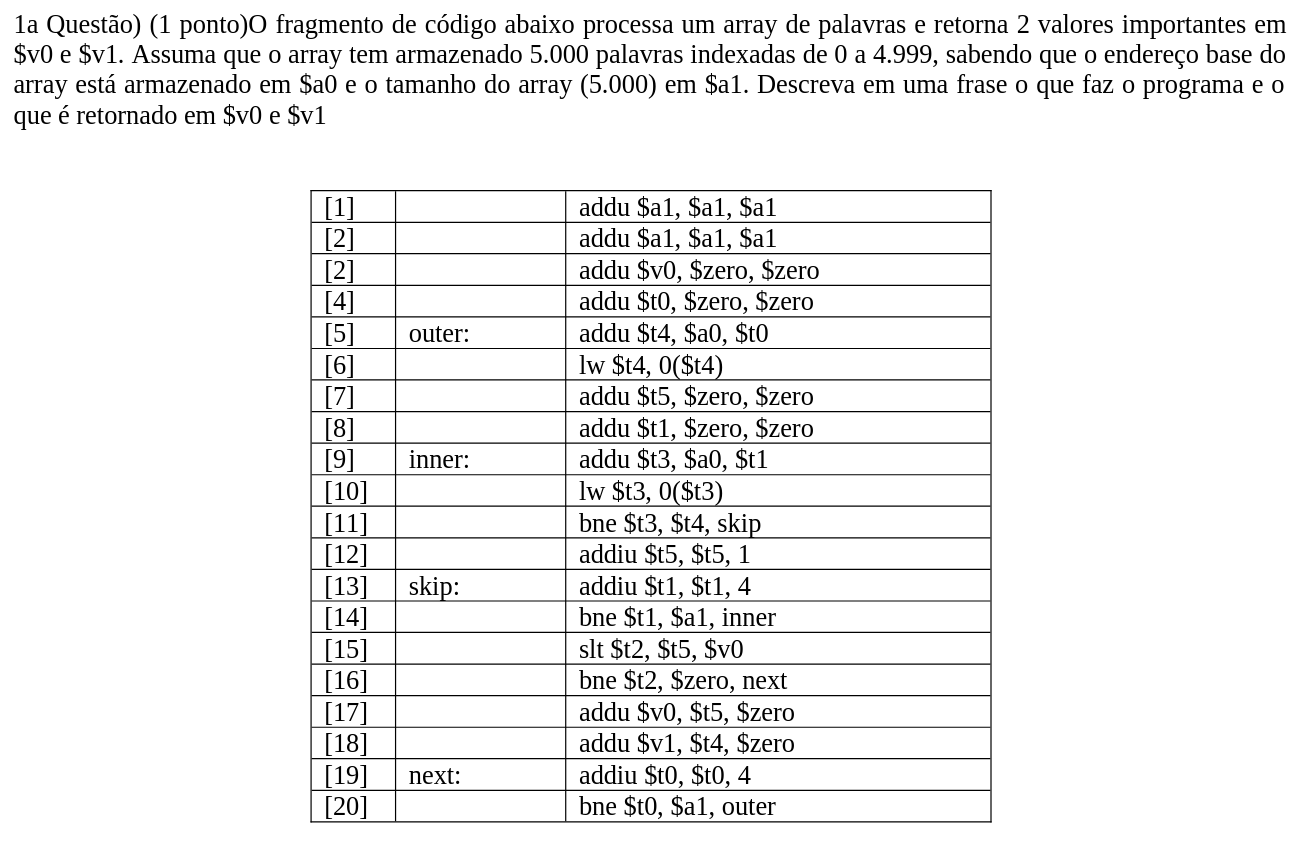 1a Questão) (1 ponto)O fragmento de código abaixo processa um array de palavras e retorna 2 valores importantes em
$v0 e $v1. Assuma que o array tem armazenado 5.000 palavras indexadas de 0 a 4.999, sabendo que o endereço base do
array está armazenado em $a0 e o tamanho do array (5.000) em $a1. Descreva em uma frase o que faz o programa e o
que é retornado em $v0 e $v1
[1] addu $a1, $a1, $a1
[2] addu $a1, $a1, $a1
[2] addu $v0, $zero, $zero
[4] addu $t0, $zero, $zero
[5] outer: addu $t4, $a0, $t0
[6] lw $t4, 0($t4)
[7] addu $t5, $zero, $zero
[8] addu $t1, $zero, $zero
[9] inner: addu $t3, $a0, $t1
[10] lw $t3, 0($t3)
[11] bne $t3, $t4, skip
[12] addiu $t5, $t5, 1
[13] skip: addiu $t1, $t1, 4
[14] bne $t1, $a1, inner
[15] slt $t2, $t5, $v0
[16] bne $t2, $zero, next
[17] addu $v0, $t5, $zero
[18] addu $v1, $t4, $zero
[19] next: addiu $t0, $t0, 4
[20] bne $t0, $a1, outer